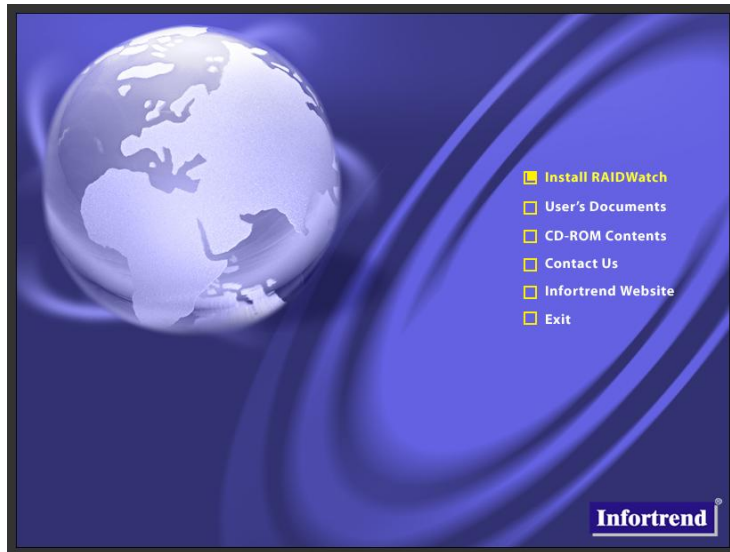 Install RAIDWatch
User's Documents
CD-ROM Contents
Contact Us
Infortrend Website
Exit
Infortrend®